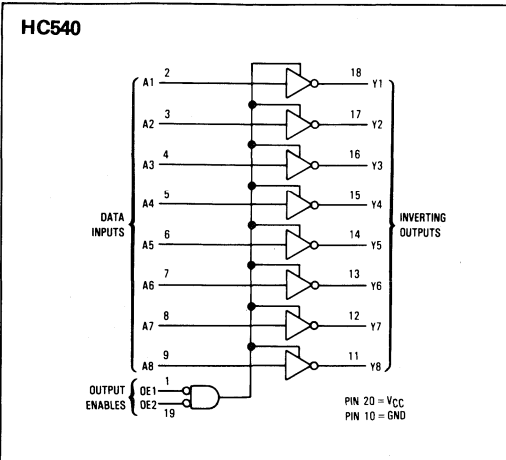 HC540
A1 2 18 Y1
A2 3 17 Y2
A3 4 16 Y3
A4 5 15 Y4
DATA INPUTS
INVERTING OUTPUTS
A5 6 14 Y5
A6 7 13 Y6
A7 8 12 Y7
A8 9 11 Y8
OUTPUT ENABLES
OE1 1
OE2 19
PIN 20 = VCC
PIN 10 = GND